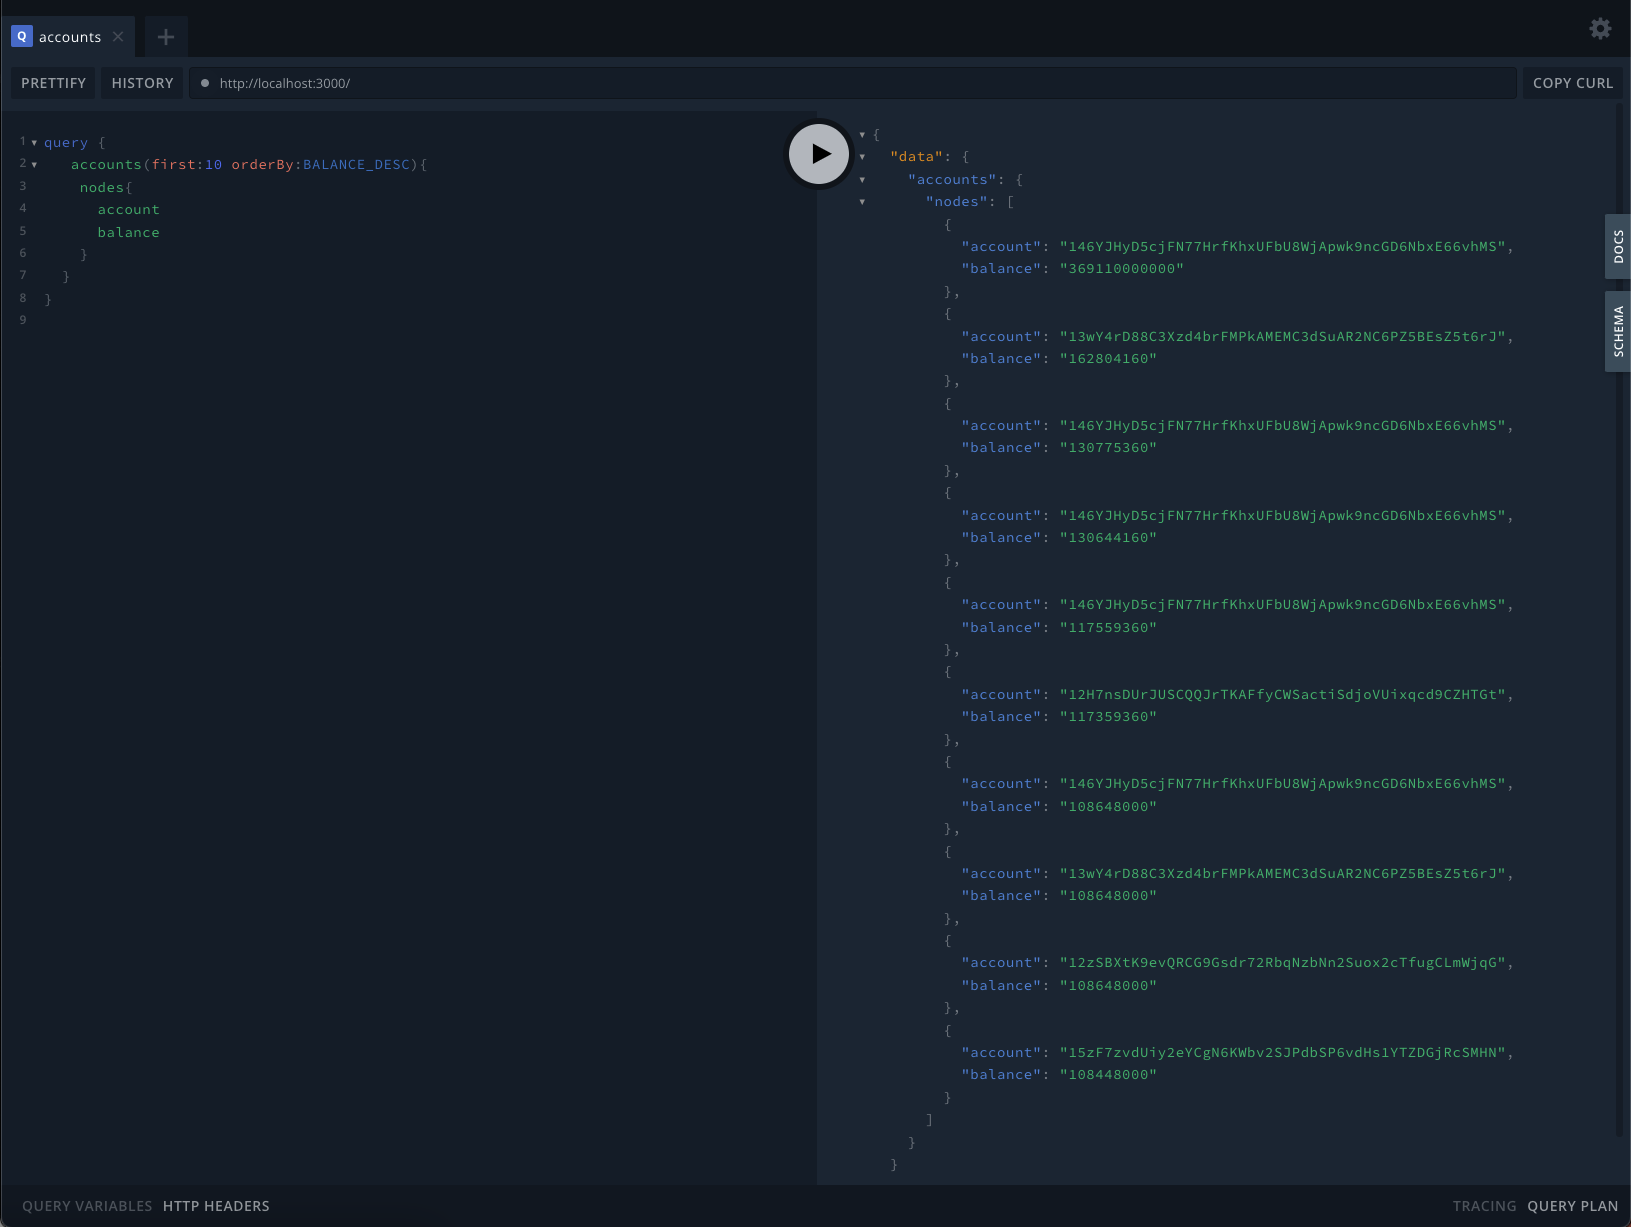 Q accounts
PRETTIFY HISTORY http://localhost:3000/ COPY CURL
1 query {
2 accounts(first:10 orderBy:BALANCE_DESC){
3 nodes{
4 account
5 balance
6 }
7 }
8 }
9
{
"data": {
"accounts": {
"nodes": [
{
"account": "146YJHyD5cjFN77HrfKhxUFbU8WjApwk9ncGD6NbxE66vhMS",
"balance": "369110000000"
},
{
"account": "13wY4rD88C3Xzd4brFMPkAMEMC3dSuAR2NC6PZ5BEsZ5t6rJ",
"balance": "162804160"
},
{
"account": "146YJHyD5cjFN77HrfKhxUFbU8WjApwk9ncGD6NbxE66vhMS",
"balance": "130775360"
},
{
"account": "146YJHyD5cjFN77HrfKhxUFbU8WjApwk9ncGD6NbxE66vhMS",
"balance": "130644160"
},
{
"account": "146YJHyD5cjFN77HrfKhxUFbU8WjApwk9ncGD6NbxE66vhMS",
"balance": "117559360"
},
{
"account": "12H7nsDUrJUSCQQJrTKAFfyCWSactiSdjoVUixqcd9CZHTGt",
"balance": "117359360"
},
{
"account": "146YJHyD5cjFN77HrfKhxUFbU8WjApwk9ncGD6NbxE66vhMS",
"balance": "108648000"
},
{
"account": "13wY4rD88C3Xzd4brFMPkAMEMC3dSuAR2NC6PZ5BEsZ5t6rJ",
"balance": "108648000"
},
{
"account": "12zSBXtK9evQRCG9Gsdr72RbqNzbNn2Suox2cTfugCLmWjqG",
"balance": "108648000"
},
{
"account": "15zF7zvdUiy2eYCgN6KWbv2SJPdbSP6vdHs1YTZDGjRcSMHN",
"balance": "108448000"
}
]
}
}
DOCS
SCHEMA
QUERY VARIABLES HTTP HEADERS
TRACING QUERY PLAN